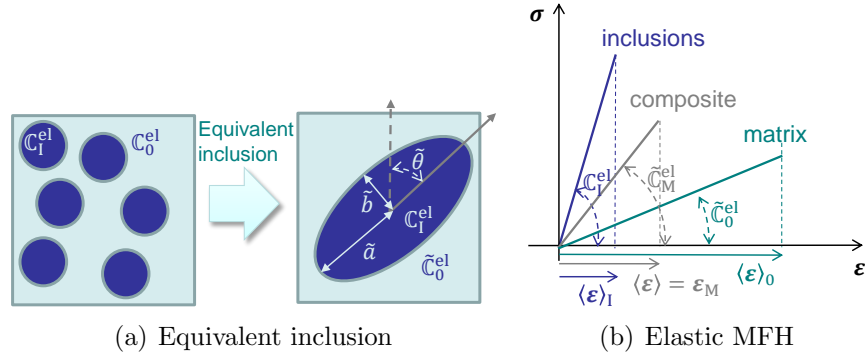 ℂ_I^el
ℂ_0^el
Equivalent
inclusion
θ̃
b̃
ã
ℂ_I^el
ℂ̃_0^el
(a) Equivalent inclusion
σ
inclusions
composite
matrix
ℂ_I^el
ℂ̃_M^el
ℂ̃_0^el
ε
⟨ε⟩_I
⟨ε⟩ = ε_M
⟨ε⟩_0
(b) Elastic MFH